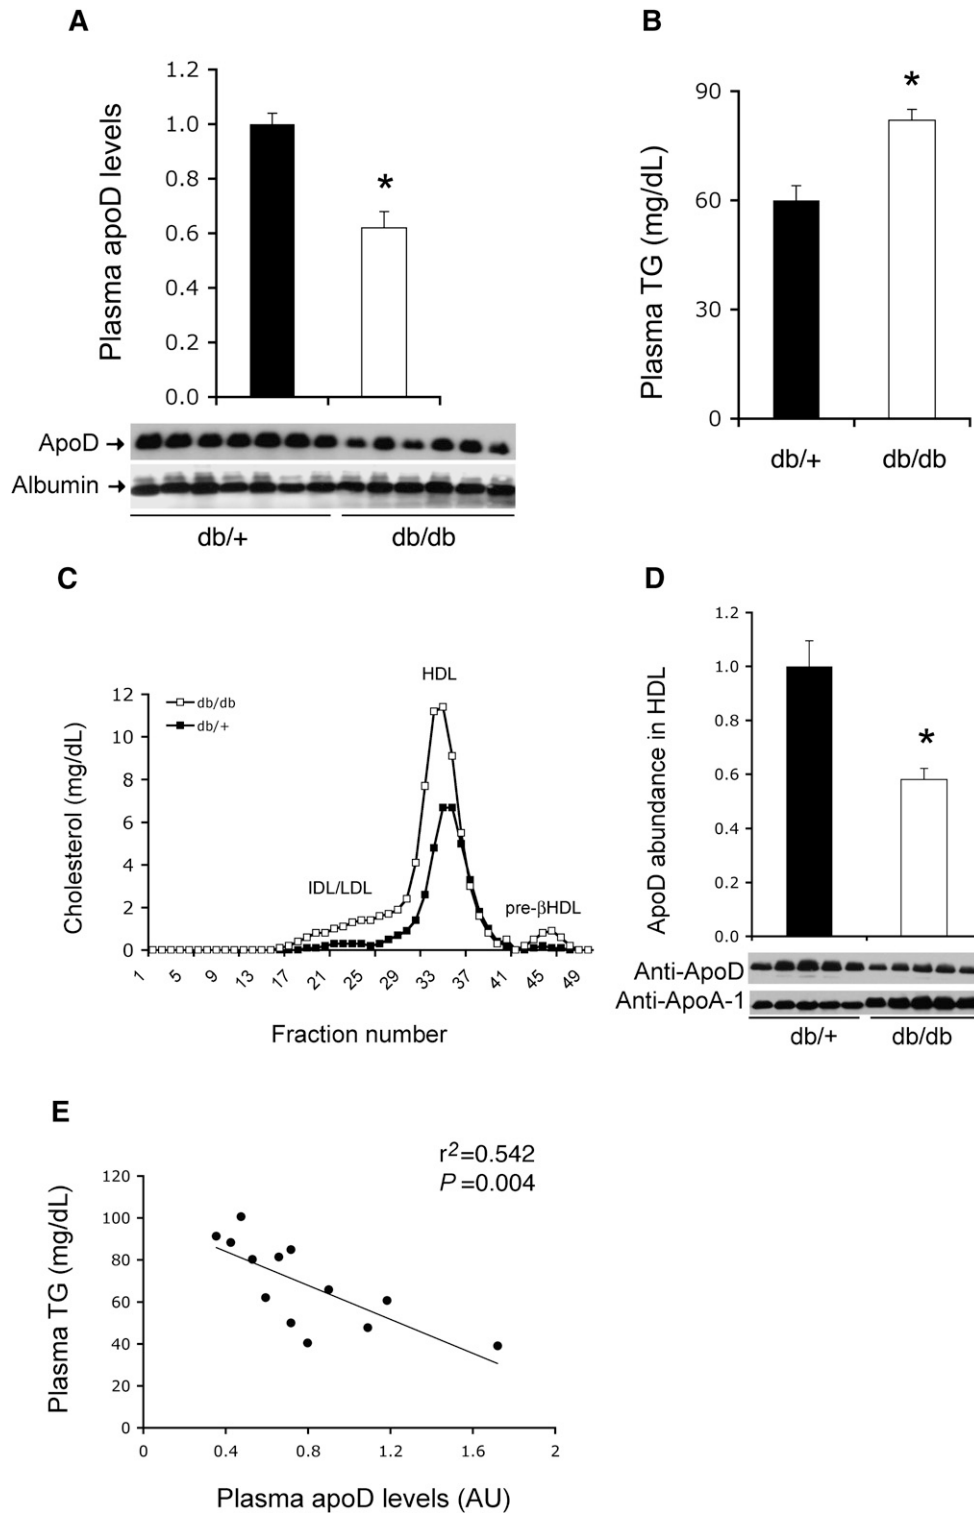 A
Plasma apoD levels
1.2
1.0
0.8
0.6
0.4
0.2
0.0
*
ApoD →
Albumin →
db/+ db/db
B
Plasma TG (mg/dL)
90
60
30
0
*
db/+ db/db
C
Cholesterol (mg/dL)
12
10
8
6
4
2
0
db/db
db/+
HDL
IDL/LDL
pre-βHDL
1 5 9 13 17 21 25 29 33 37 41 45 49
Fraction number
D
ApoD abundance in HDL
1.2
1.0
0.8
0.6
0.4
0.2
0.0
*
Anti-ApoD
Anti-ApoA-1
db/+ db/db
E
r²=0.542
P=0.004
Plasma TG (mg/dL)
120
100
80
60
40
20
0
0 0.4 0.8 1.2 1.6 2
Plasma apoD levels (AU)